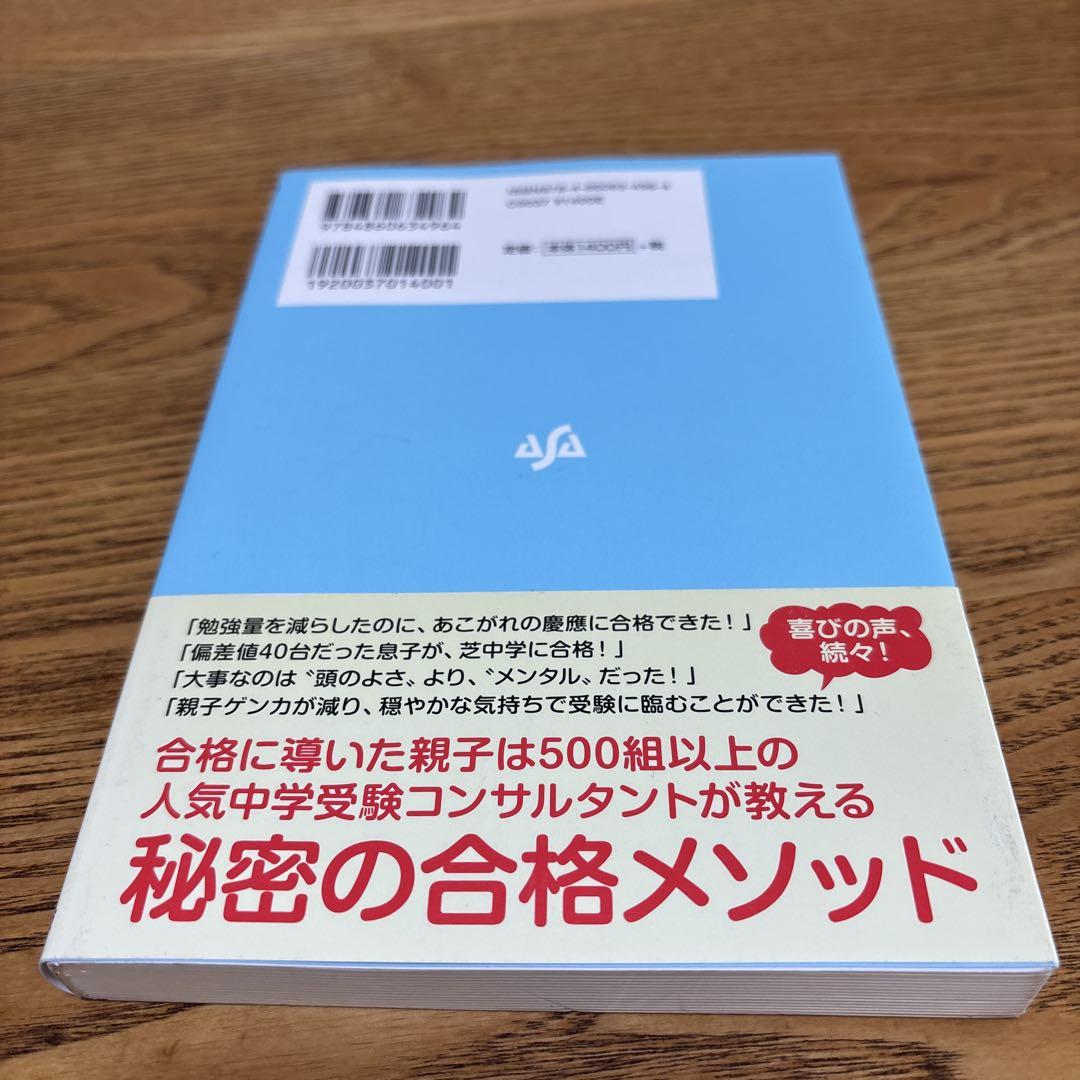 9784860634964
1920037014001
定価：本体1400円＋税
ASA
「勉強量を減らしたのに、あこがれの慶應に合格できた！」
「偏差値40台だった息子が、芝中学に合格！」
「大事なのは〝頭のよさ〟より、〝メンタル〟だった！」
「親子ゲンカが減り、穏やかな気持ちで受験に臨むことができた！」
喜びの声、
続々！
合格に導いた親子は500組以上の
人気中学受験コンサルタントが教える
秘密の合格メソッド